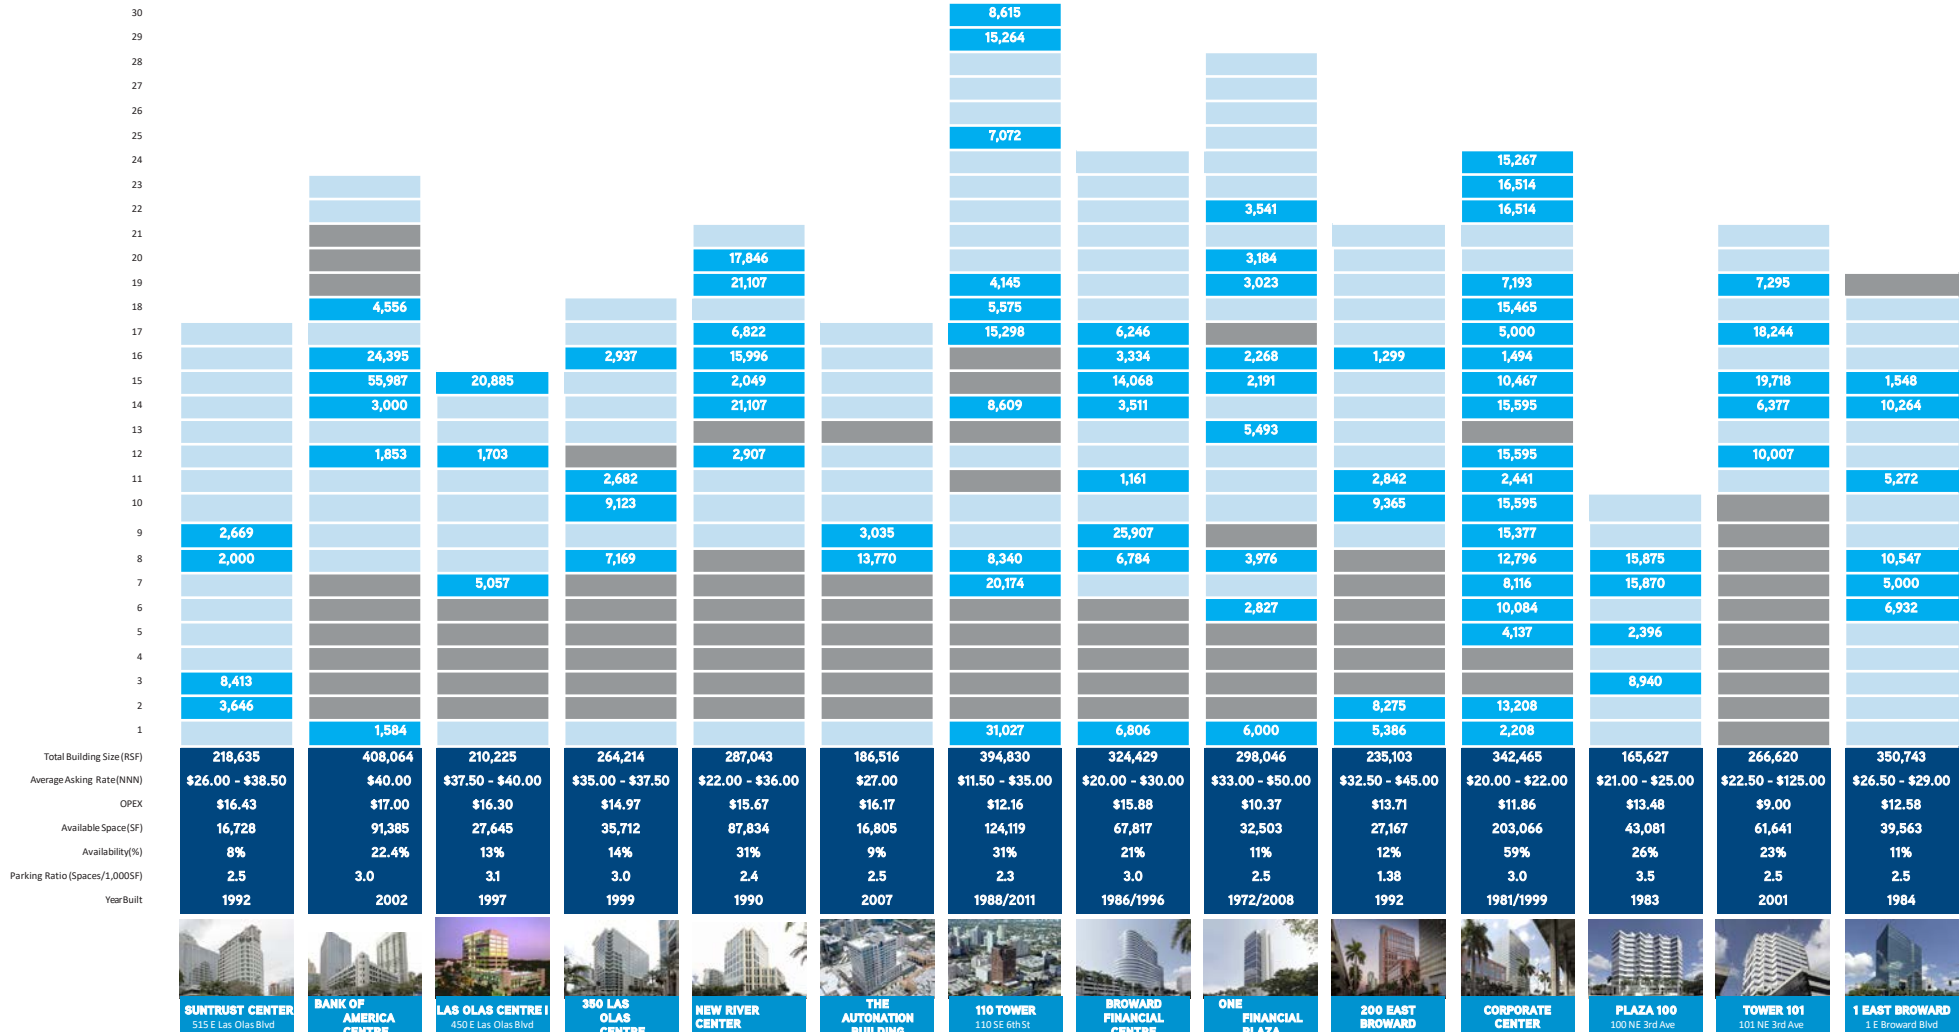 30 8,615
29 15,264
28
27
26
25 7,072
24 15,267
23 16,514
22 3,541 16,514
21
20 17,846 3,184
19 21,107 4,145 3,023 7,193 7,295
18 4,556 5,575 15,465
17 6,822 15,298 6,246 5,000 18,244
16 24,395 2,937 15,996 3,334 2,268 1,299 1,494
15 55,987 20,885 2,049 14,068 2,191 10,467 19,718 1,548
14 3,000 21,107 8,609 3,511 15,595 6,377 10,264
13 5,493
12 1,853 1,703 2,907 15,595 10,007
11 2,682 1,161 2,842 2,441 5,272
10 9,123 9,365 15,595
9 2,669 3,035 25,907 15,377
8 2,000 7,169 13,770 8,340 6,784 3,976 12,796 15,875 10,547
7 5,057 20,174 8,116 15,870 5,000
6 2,827 10,084 6,932
5 4,137 2,396
4
3 8,413 8,940
2 3,646 8,275 13,208
1 1,584 31,027 6,806 6,000 5,386 2,208
Total Building Size (RSF) 218,635 408,064 210,225 264,214 287,043 186,516 394,830 324,429 298,046 235,103 342,465 165,627 266,620 350,743
Average Asking Rate (NNN) $26.00 - $38.50 $40.00 $37.50 - $40.00 $35.00 - $37.50 $22.00 - $36.00 $27.00 $11.50 - $35.00 $20.00 - $30.00 $33.00 - $50.00 $32.50 - $45.00 $20.00 - $22.00 $21.00 - $25.00 $22.50 - $125.00 $26.50 - $29.00
OPEX $16.43 $17.00 $16.30 $14.97 $15.67 $16.17 $12.16 $15.88 $10.37 $13.71 $11.86 $13.48 $9.00 $12.58
Available Space (SF) 16,728 91,385 27,645 35,712 87,834 16,805 124,119 67,817 32,503 27,167 203,066 43,081 61,641 39,563
Availability (%) 8% 22.4% 13% 14% 31% 9% 31% 21% 11% 12% 59% 26% 23% 11%
Parking Ratio (Spaces/1,000 SF) 2.5 3.0 3.1 3.0 2.4 2.5 2.3 3.0 2.5 1.38 3.0 3.5 2.5 2.5
Year Built 1992 2002 1997 1999 1990 2007 1988/2011 1986/1996 1972/2008 1992 1981/1999 1983 2001 1984
SUNTRUST CENTER
515 E Las Olas Blvd
BANK OF
AMERICA
CENTRE
LAS OLAS CENTRE I
450 E Las Olas Blvd
350 LAS
OLAS
CENTRE
NEW RIVER
CENTER
THE
AUTONATION
BUILDING
110 TOWER
110 SE 6th St
BROWARD
FINANCIAL
CENTRE
ONE
FINANCIAL
PLAZA
200 EAST
BROWARD
CORPORATE
CENTER
PLAZA 100
100 NE 3rd Ave
TOWER 101
101 NE 3rd Ave
1 EAST BROWARD
1 E Broward Blvd